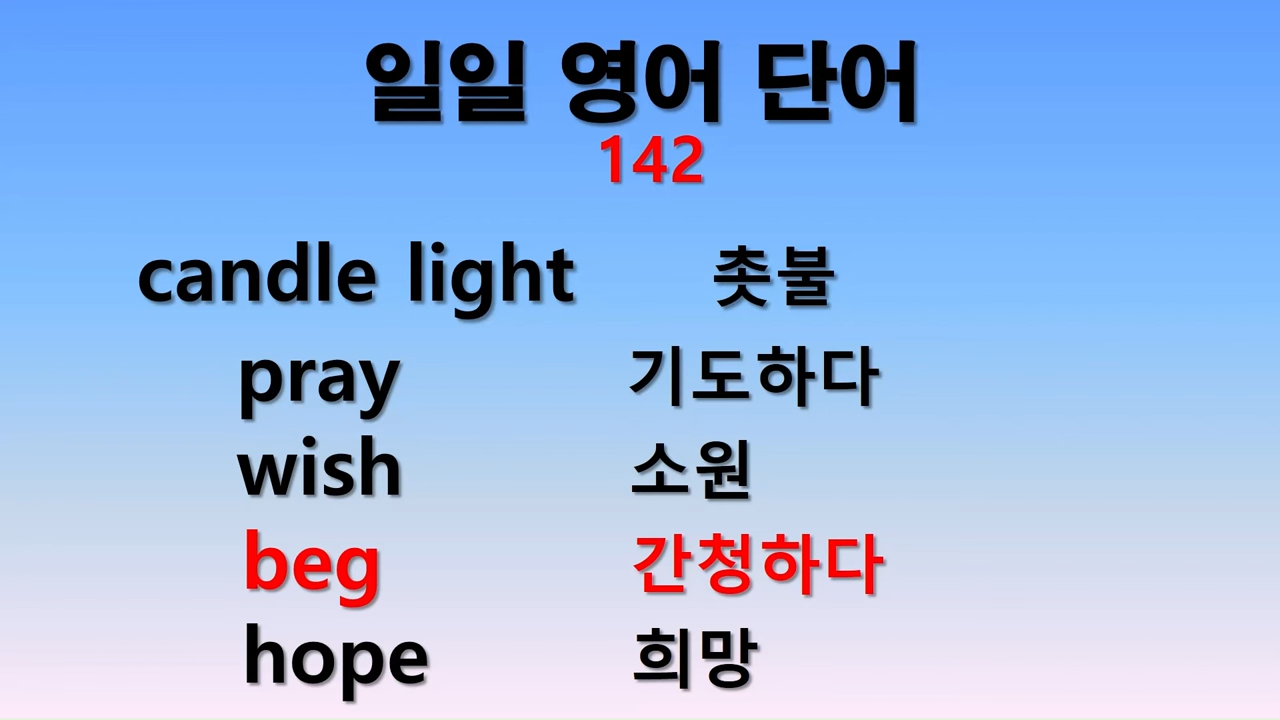 일일 영어 단어
142
candle light 촛불
pray 기도하다
wish 소원
beg 간청하다
hope 희망